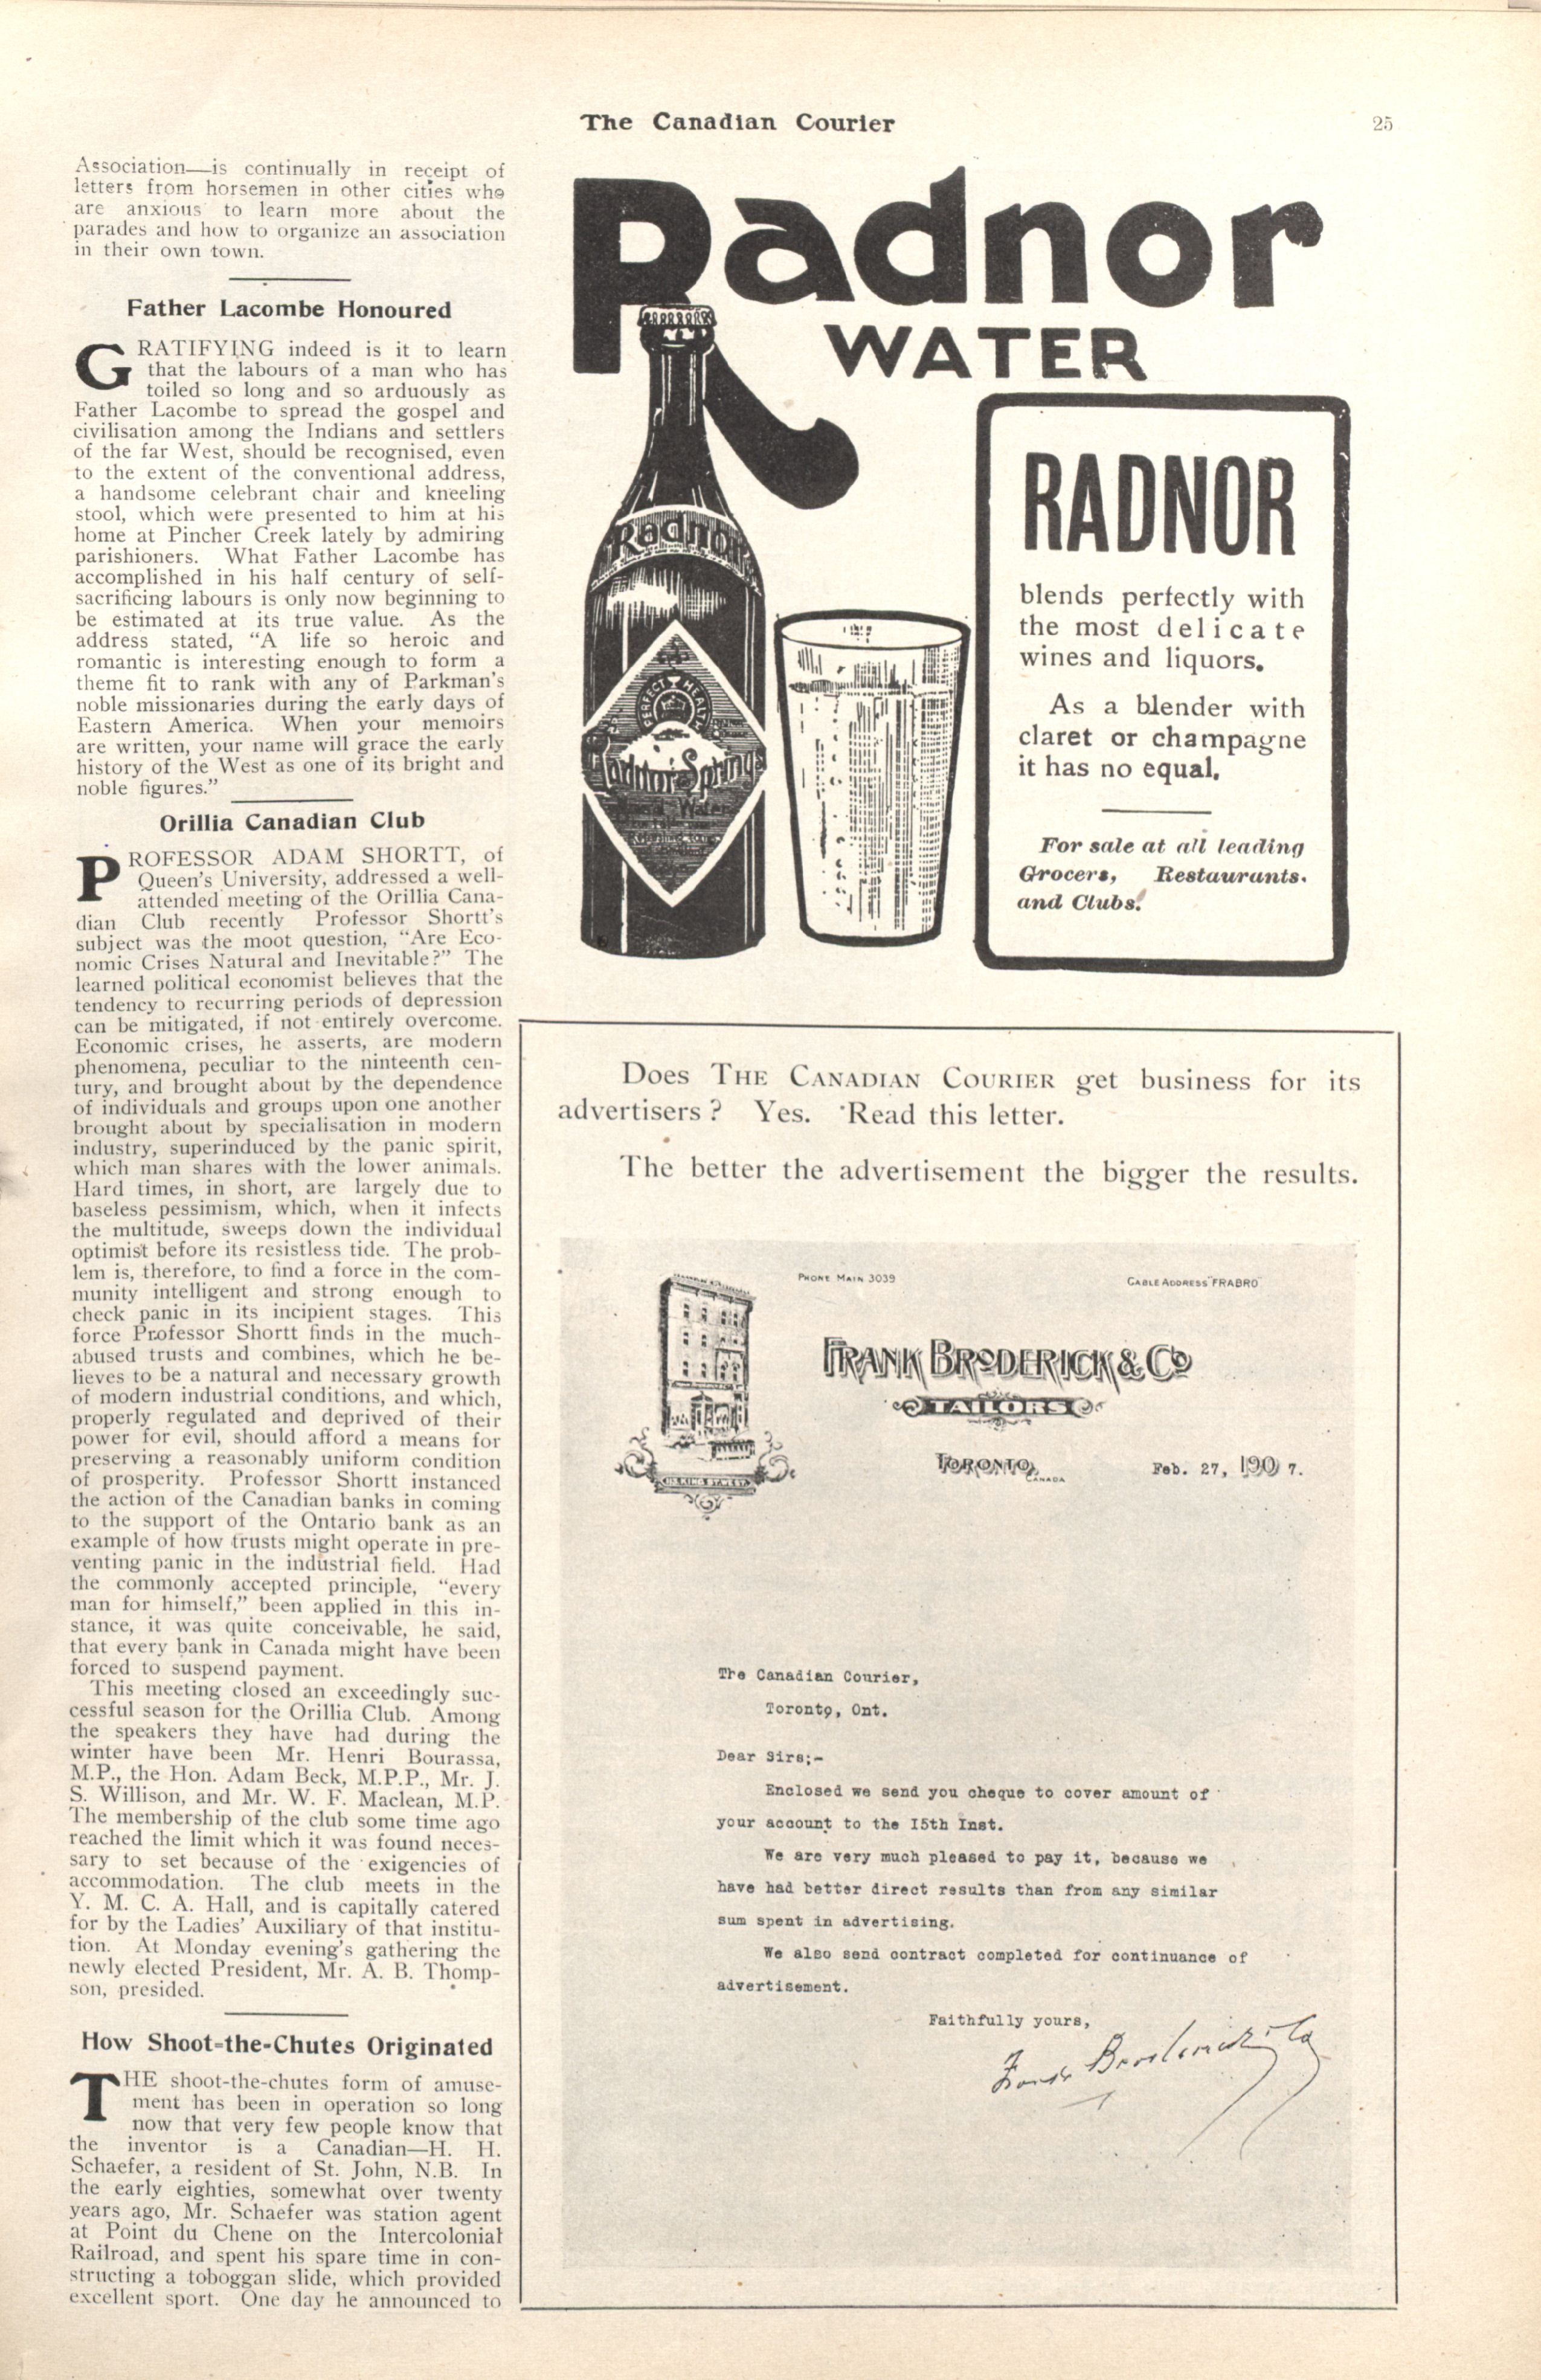 The Canadian Courier
25
Association—is continually in receipt of
letters from horsemen in other cities who
are anxious to learn more about the
parades and how to organize an association
in their own town.
Father Lacombe Honoured
GRATIFYING indeed is it to learn
that the labours of a man who has
toiled so long and so arduously as
Father Lacombe to spread the gospel and
civilisation among the Indians and settlers
of the far West, should be recognised, even
to the extent of the conventional address,
a handsome celebrant chair and kneeling
stool, which were presented to him at his
home at Pincher Creek lately by admiring
parishioners. What Father Lacombe has
accomplished in his half century of self-
sacrificing labours is only now beginning to
be estimated at its true value. As the
address stated, "A life so heroic and
romantic is interesting enough to form a
theme fit to rank with any of Parkman's
noble missionaries during the early days of
Eastern America. When your memoirs
are written, your name will grace the early
history of the West as one of its bright and
noble figures."
Orillia Canadian Club
PROFESSOR ADAM SHORTT, of
Queen's University, addressed a well-
attended meeting of the Orillia Cana-
dian Club recently Professor Shortt's
subject was the moot question, "Are Eco-
nomic Crises Natural and Inevitable?" The
learned political economist believes that the
tendency to recurring periods of depression
can be mitigated, if not entirely overcome.
Economic crises, he asserts, are modern
phenomena, peculiar to the ninteenth cen-
tury, and brought about by the dependence
of individuals and groups upon one another
brought about by specialisation in modern
industry, superinduced by the panic spirit,
which man shares with the lower animals.
Hard times, in short, are largely due to
baseless pessimism, which, when it infects
the multitude, sweeps down the individual
optimist before its resistless tide. The prob-
lem is, therefore, to find a force in the com-
munity intelligent and strong enough to
check panic in its incipient stages. This
force Professor Shortt finds in the much-
abused trusts and combines, which he be-
lieves to be a natural and necessary growth
of modern industrial conditions, and which,
properly regulated and deprived of their
power for evil, should afford a means for
preserving a reasonably uniform condition
of prosperity. Professor Shortt instanced
the action of the Canadian banks in coming
to the support of the Ontario bank as an
example of how trusts might operate in pre-
venting panic in the industrial field. Had
the commonly accepted principle, "every
man for himself," been applied in this in-
stance, it was quite conceivable, he said,
that every bank in Canada might have been
forced to suspend payment.
This meeting closed an exceedingly suc-
cessful season for the Orillia Club. Among
the speakers they have had during the
winter have been Mr. Henri Bourassa,
M.P., the Hon. Adam Beck, M.P.P., Mr. J.
S. Willison, and Mr. W. F. Maclean, M.P.
The membership of the club some time ago
reached the limit which it was found neces-
sary to set because of the exigencies of
accommodation. The club meets in the
Y. M. C. A. Hall, and is capitally catered
for by the Ladies' Auxiliary of that institu-
tion. At Monday evening's gathering the
newly elected President, Mr. A. B. Thomp-
son, presided.
How Shoot-the-Chutes Originated
THE shoot-the-chutes form of amuse-
ment has been in operation so long
now that very few people know that
the inventor is a Canadian—H. H.
Schaefer, a resident of St. John, N.B. In
the early eighties, somewhat over twenty
years ago, Mr. Schaefer was station agent
at Point du Chene on the Intercolonial
Railroad, and spent his spare time in con-
structing a toboggan slide, which provided
excellent sport. One day he announced to
Radnor
WATER
Radnor
PERFECT HEALTH
Radnor Springs
RADNOR
blends perfectly with
the most delicate
wines and liquors.
As a blender with
claret or champagne
it has no equal.
For sale at all leading
Grocers, Restaurants.
and Clubs.
Does THE CANADIAN COURIER get business for its
advertisers? Yes. Read this letter.
The better the advertisement the bigger the results.
PHONE MAIN 3039
CABLE ADDRESS "FRABRO"
FRANK BRODERICK & CO
TAILORS
KING ST. WEST
TORONTO,
CANADA
Feb. 27, 1907.
The Canadian Courier,
Toronto, Ont.
Dear Sirs;-
Enclosed we send you cheque to cover amount of
your account to the 15th Inst.
We are very much pleased to pay it, because we
have had better direct results than from any similar
sum spent in advertising.
We also send contract completed for continuance of
advertisement.
Faithfully yours,
Frank Broderick & Co